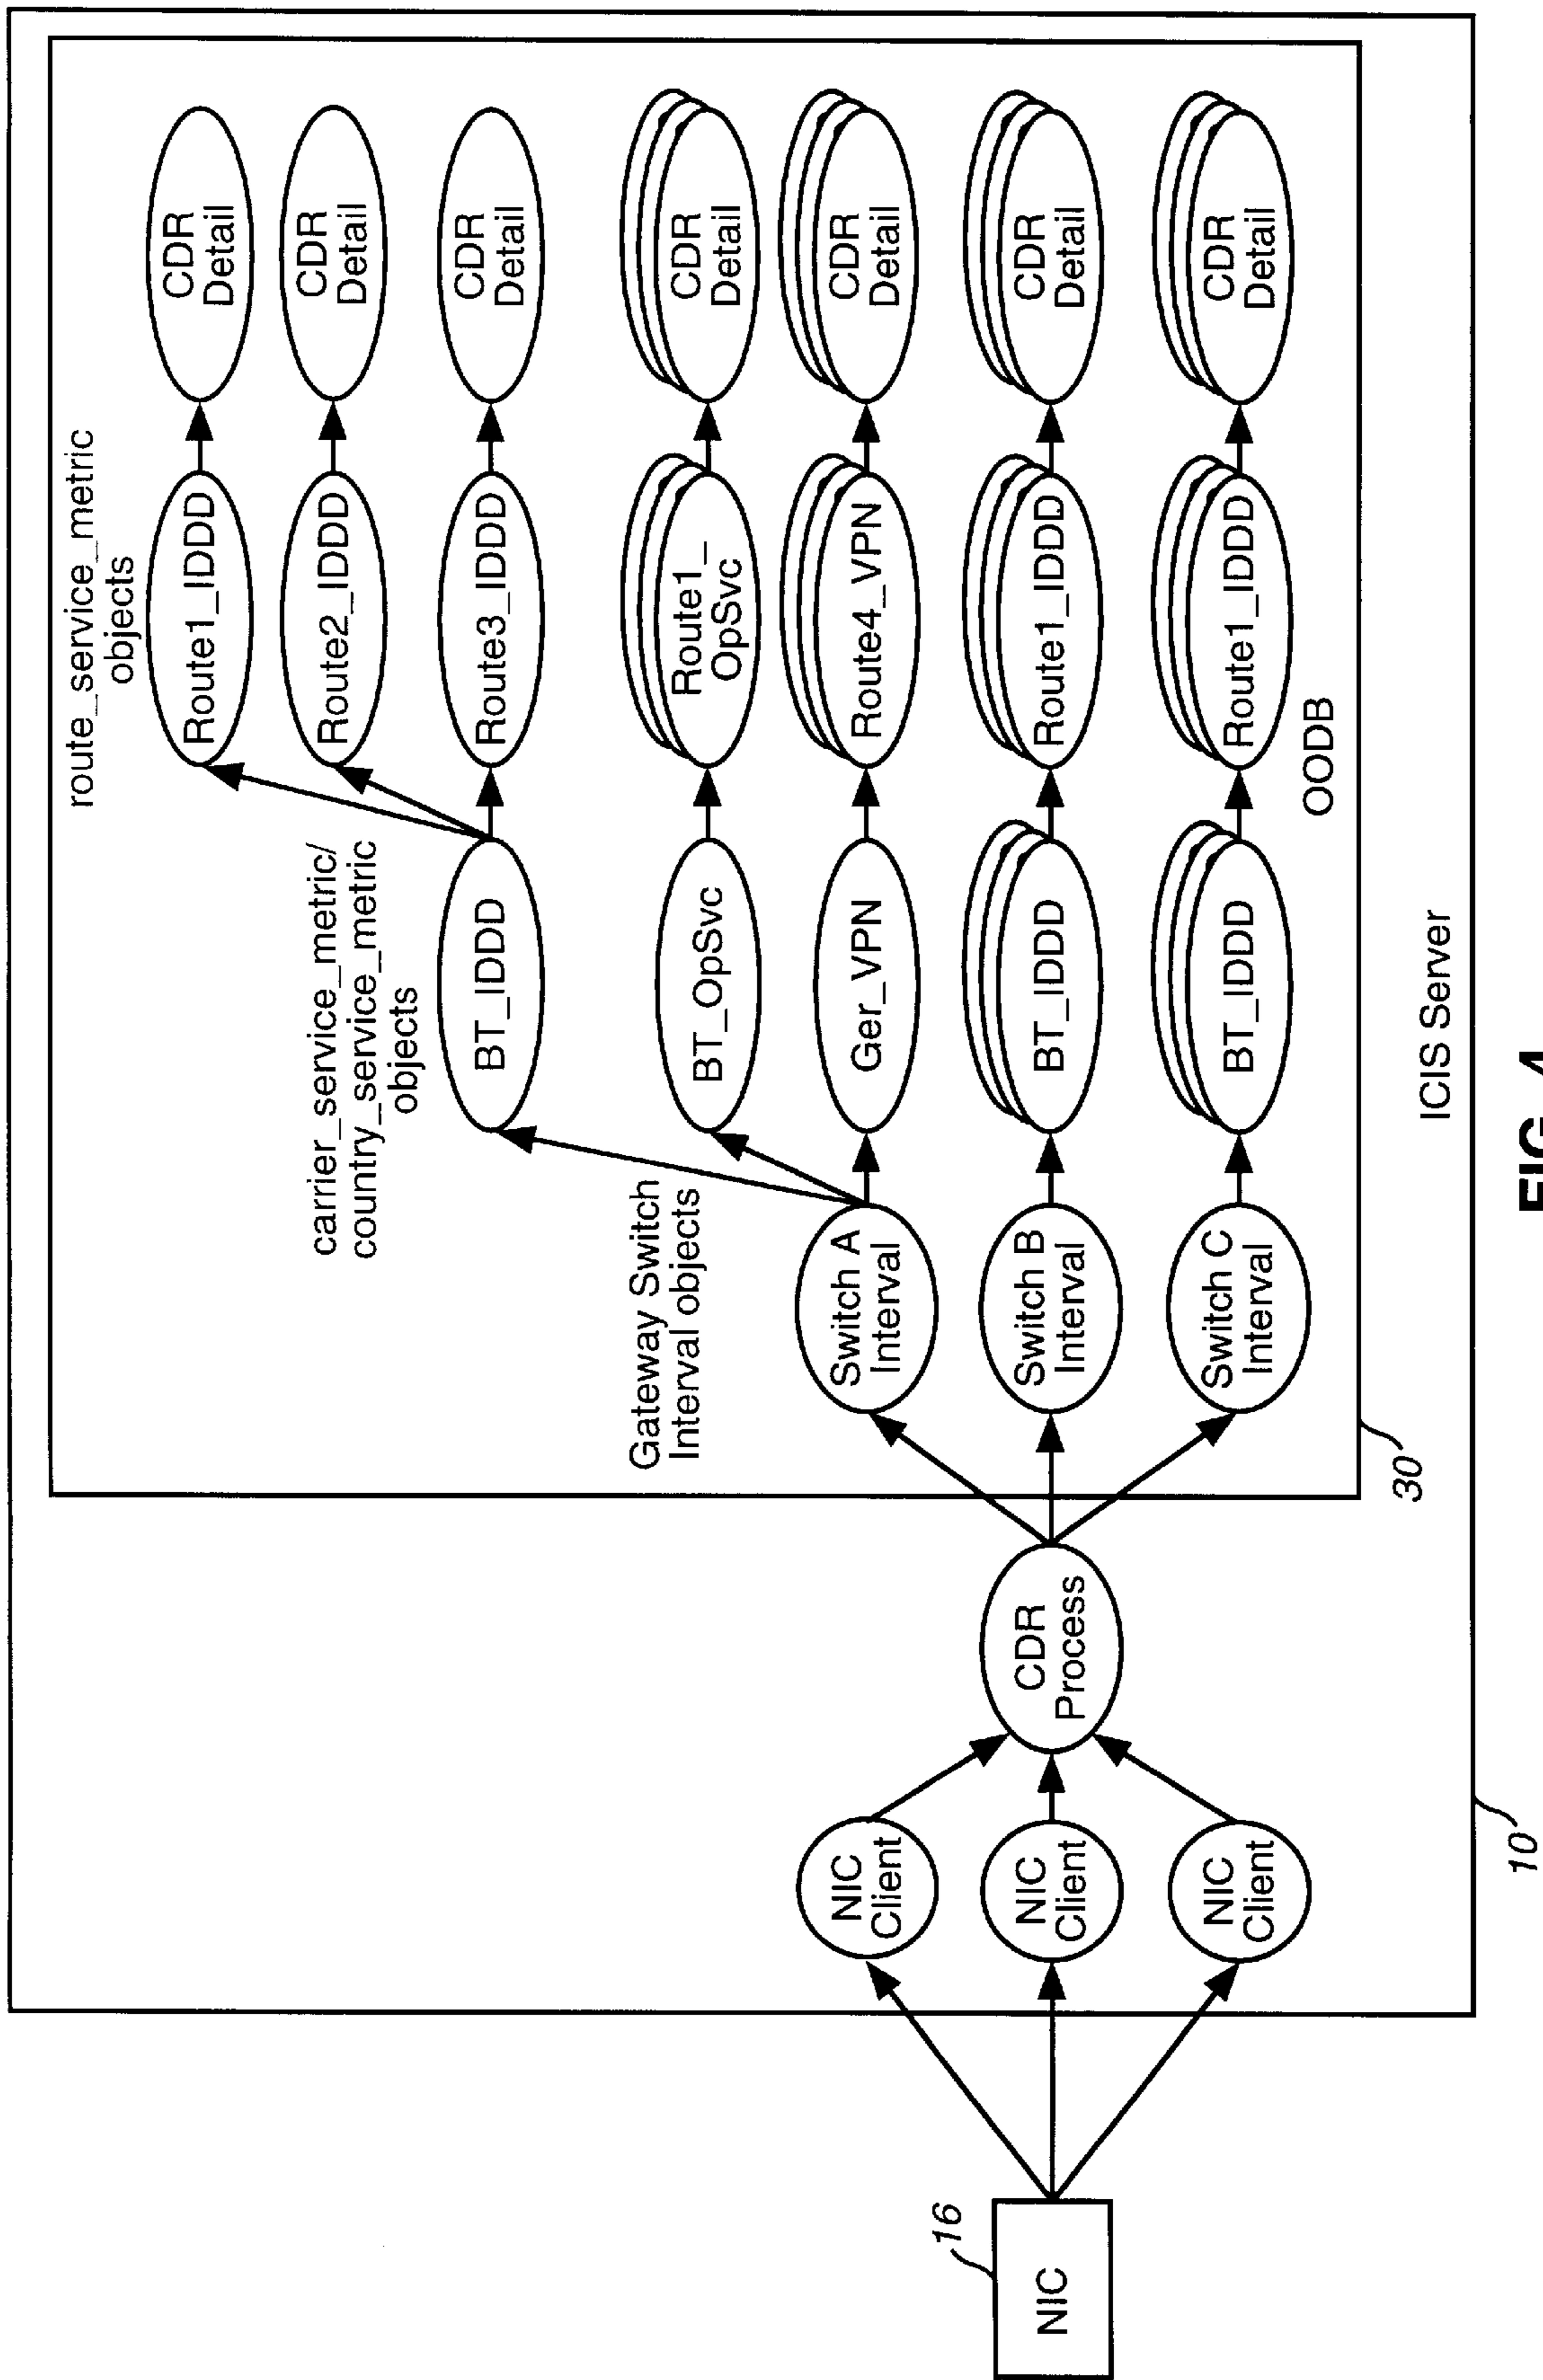 route_service_metric
objects
carrier_service_metric/
country_service_metric
objects
Gateway Switch
Interval objects
16
NIC
NIC
Client
NIC
Client
NIC
Client
CDR
Process
Switch A
Interval
Switch B
Interval
Switch C
Interval
BT_IDDD
BT_OpSvc
Ger_VPN
BT_IDDD
BT_IDDD
Route1_IDDD
Route2_IDDD
Route3_IDDD
Route1_
OpSvc
Route4_VPN
Route1_IDDD
Route1_IDDD
CDR
Detail
CDR
Detail
CDR
Detail
CDR
Detail
CDR
Detail
CDR
Detail
CDR
Detail
OODB
30
ICIS Server
10
FIG. 4